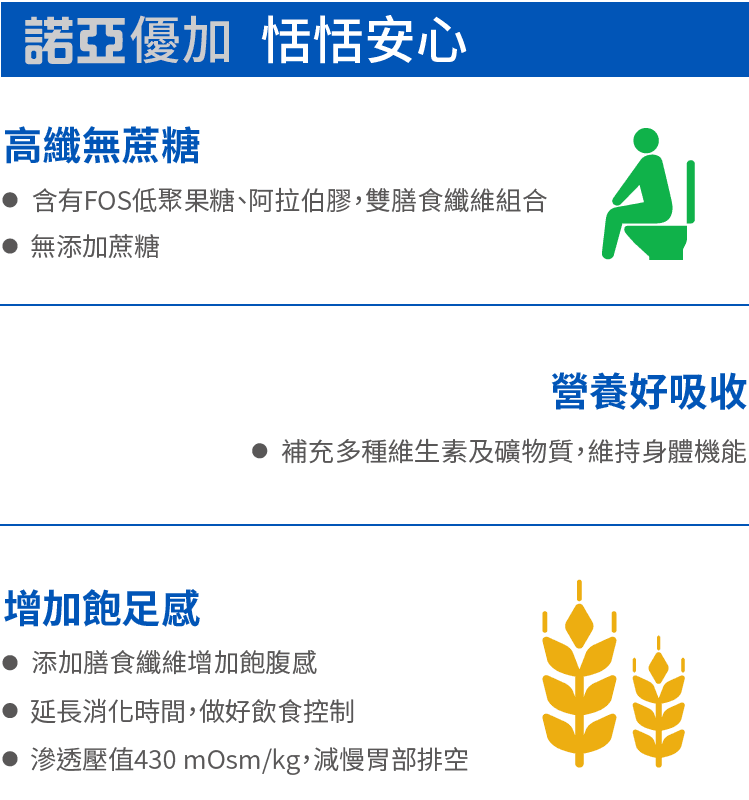 諾亞優加 恬恬安心
高纖無蔗糖
● 含有FOS低聚果糖、阿拉伯膠，雙膳食纖維組合
● 無添加蔗糖
營養好吸收
● 補充多種維生素及礦物質，維持身體機能
增加飽足感
● 添加膳食纖維增加飽腹感
● 延長消化時間，做好飲食控制
● 滲透壓值430 mOsm/kg，減慢胃部排空